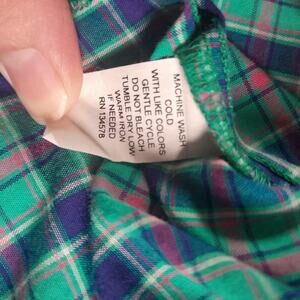 MACHINE WASH
COLD
WITH LIKE COLORS
GENTLE CYCLE
DO NOT BLEACH
TUMBLE DRY LOW
WARM IRON
IF NEEDED
RN 134578